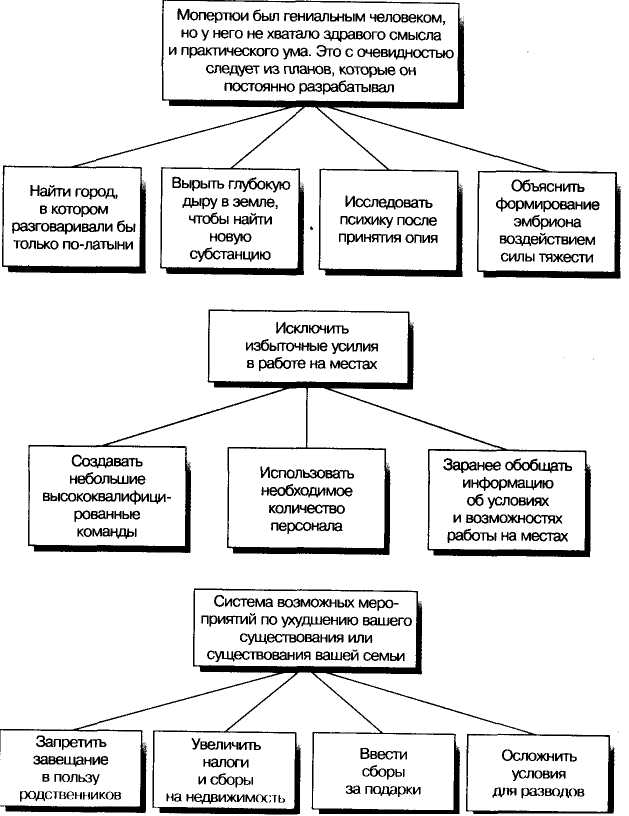 Мопертюи был гениальным человеком,
но у него не хватало здравого смысла
и практического ума. Это с очевидностью
следует из планов, которые он
постоянно разрабатывал
Найти город,
в котором
разговаривали бы
только по-латыни
Вырыть глубокую
дыру в земле,
чтобы найти
новую
субстанцию
Исследовать
психику после
принятия опия
Объяснить
формирование
эмбриона
воздействием
силы тяжести
Исключить
избыточные усилия
в работе на местах
Создавать
небольшие
высококвалифици-
рованные
команды
Использовать
необходимое
количество
персонала
Заранее обобщать
информацию
об условиях
и возможностях
работы на местах
Система возможных меро-
приятий по ухудшению вашего
существования или
существования вашей семьи
Запретить
завещание
в пользу
родственников
Увеличить
налоги
и сборы
на недвижимость
Ввести
сборы
за подарки
Осложнить
условия
для разводов